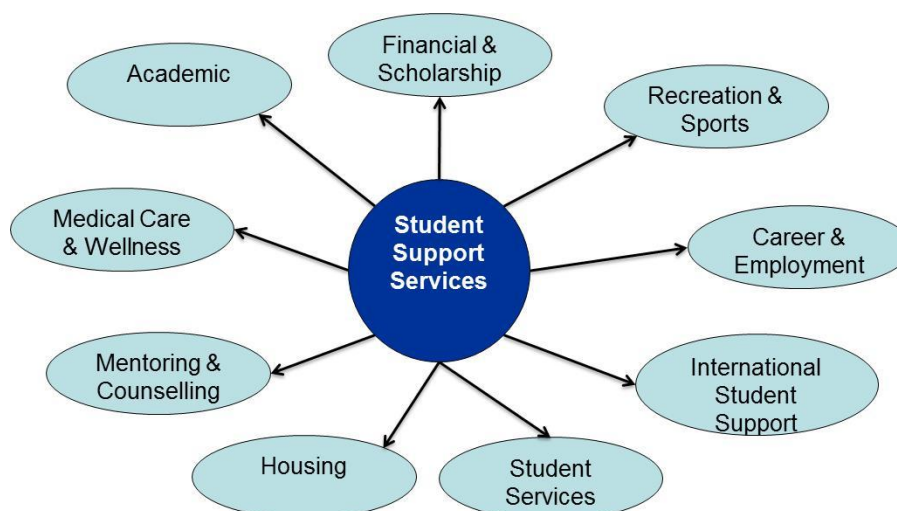 Financial &
Scholarship
Academic
Recreation &
Sports
Medical Care
& Wellness
Student
Support
Services
Career &
Employment
Mentoring &
Counselling
International
Student
Support
Housing
Student
Services